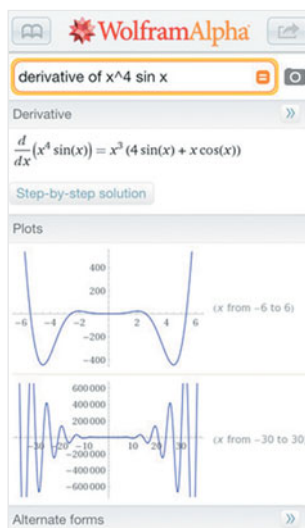 WolframAlpha
derivative of x^4 sin x
Derivative
d/dx(x⁴ sin(x)) = x³ (4 sin(x) + x cos(x))
Step-by-step solution
Plots
400
200
-6 -4 -2 2 4 6
-200
-400
(x from -6 to 6)
600000
400000
200000
-30 -20 -10 10 20 30
-200000
-400000
-600000
(x from -30 to 30)
Alternate forms